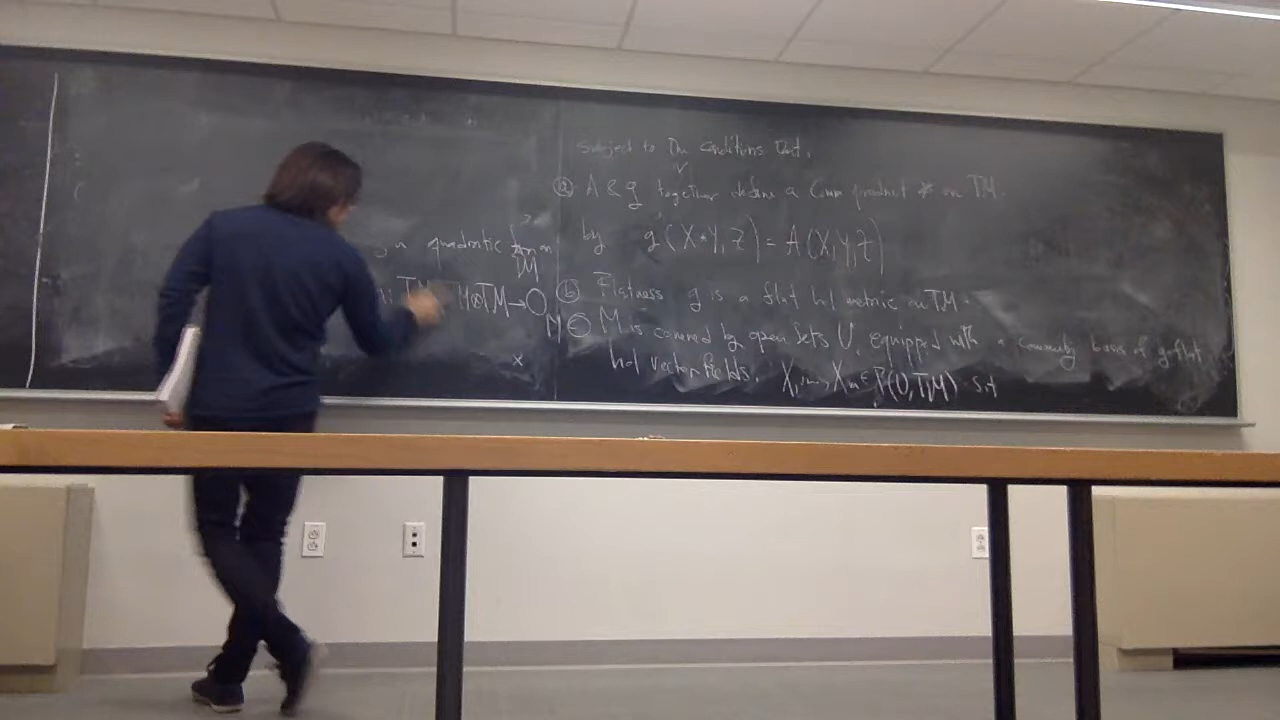 a quadratic form on
TM
TM⊗TM→O_M
subject to the conditions that,
ⓐ A & g together define a comm product * on TM.
by g(X*Y,Z) = A(X,Y,Z)
ⓑ Flatness g is a flat hol metric on TM.
ⓒ M is covered by open sets U, equipped with a commuting basis of g-flat
hol vector fields. X₁,...,Xₘ ∈ Γ(U,TM) s.t